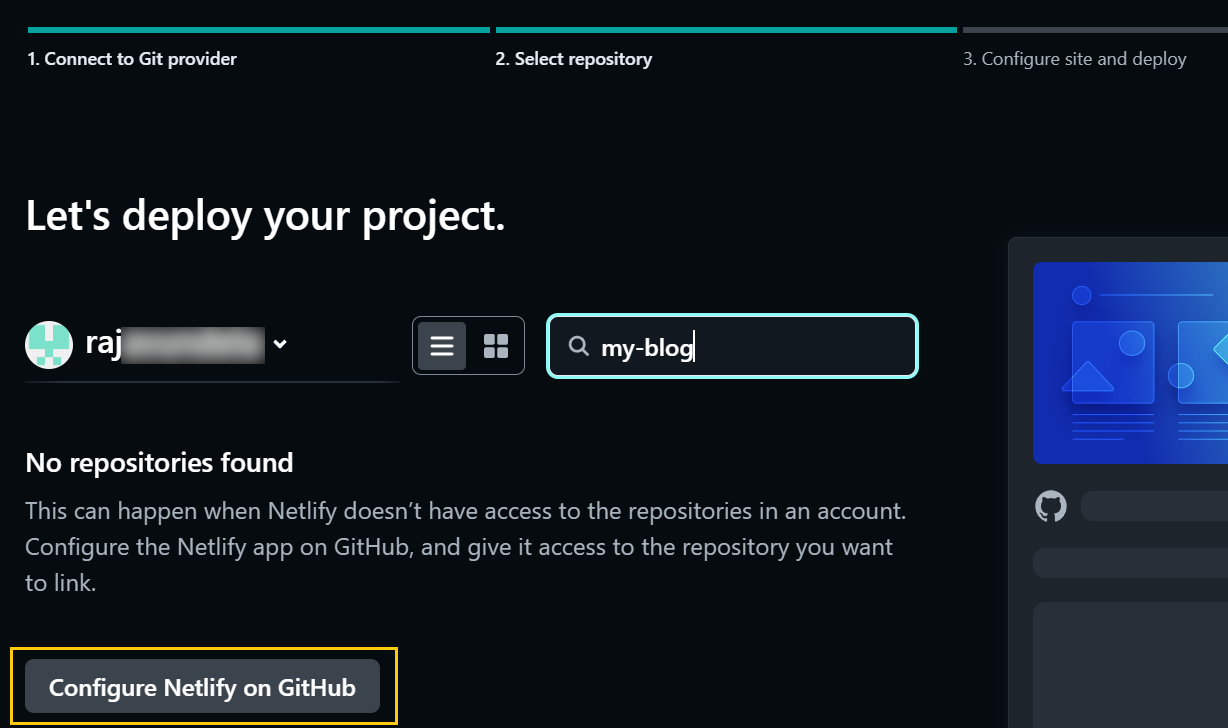 1. Connect to Git provider
2. Select repository
3. Configure site and deploy
Let's deploy your project.
my-blog
No repositories found
This can happen when Netlify doesn’t have access to the repositories in an account.
Configure the Netlify app on GitHub, and give it access to the repository you want
to link.
Configure Netlify on GitHub